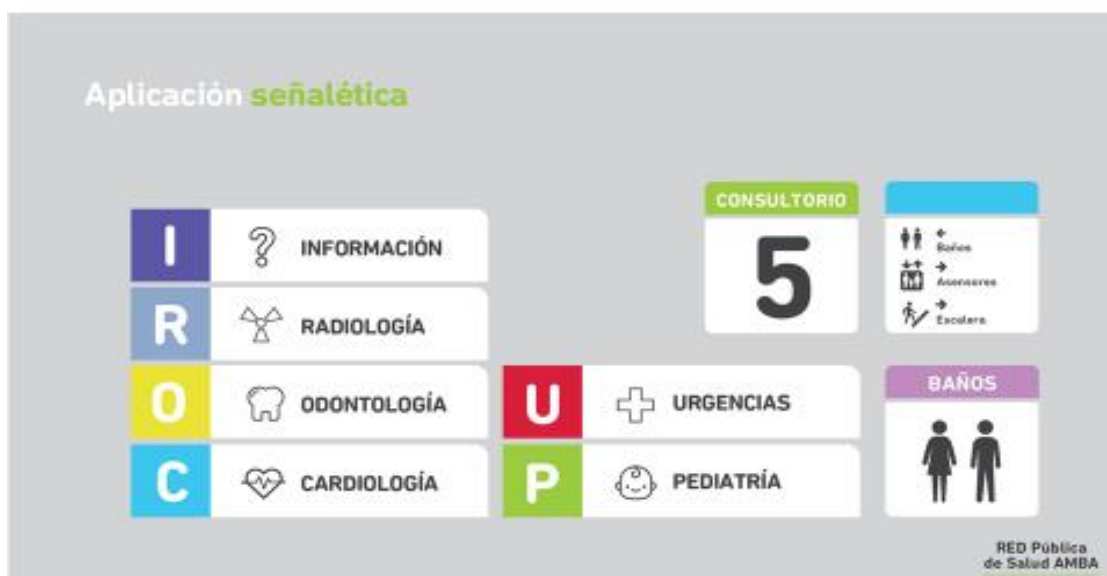 Aplicación señalética
I
INFORMACIÓN
R
RADIOLOGÍA
O
ODONTOLOGÍA
C
CARDIOLOGÍA
U
URGENCIAS
P
PEDIATRÍA
CONSULTORIO
5
Baños
Ascensores
Escalera
BAÑOS
RED Pública
de Salud AMBA